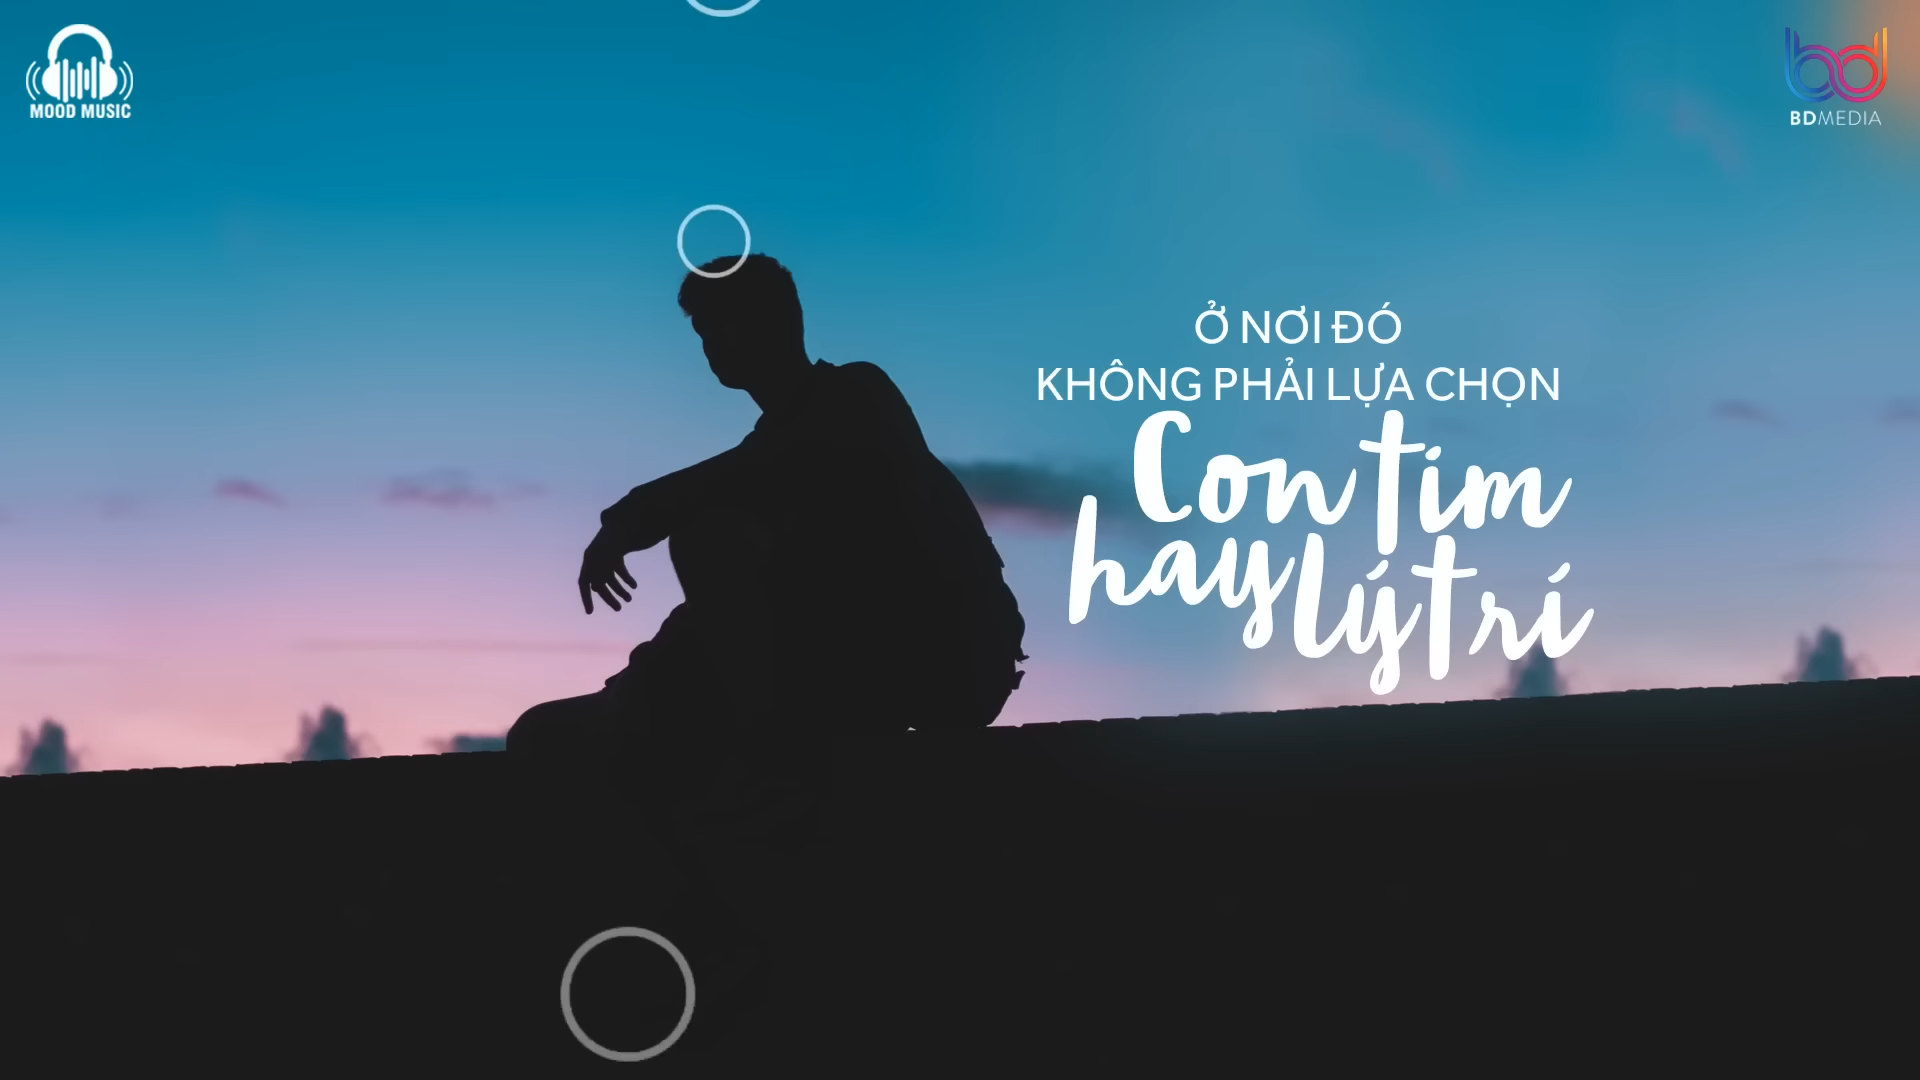 MOOD MUSIC
BDMEDIA
Ở NƠI ĐÓ
KHÔNG PHẢI LỰA CHỌN
Con tim
hay lý trí